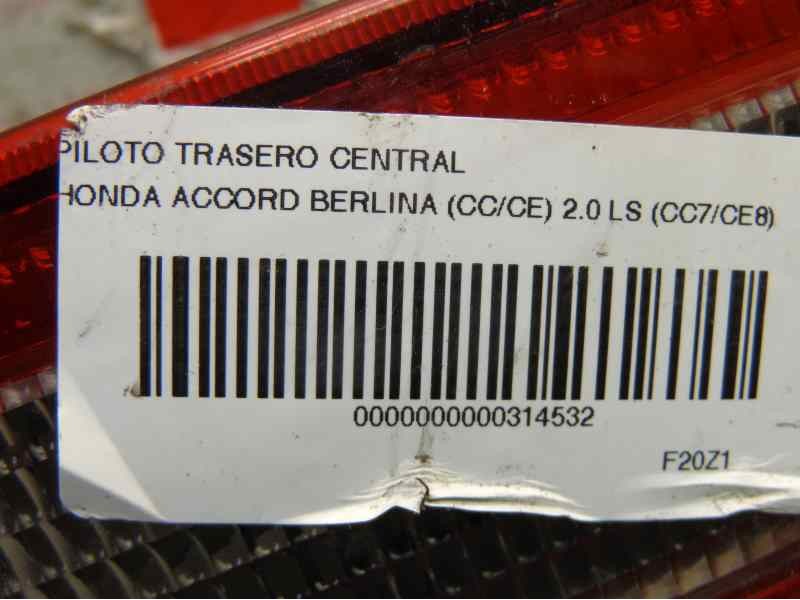 PILOTO TRASERO CENTRAL
HONDA ACCORD BERLINA (CC/CE) 2.0 LS (CC7/CE8)
0000000000314532
F20Z1